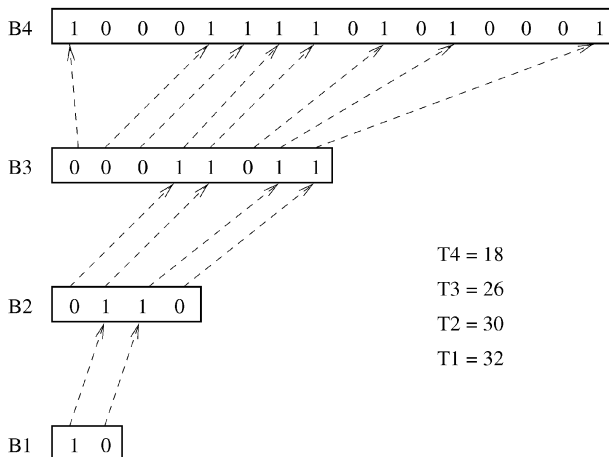 B4 1 0 0 0 1 1 1 1 0 1 0 1 0 0 0 1
B3 0 0 0 1 1 0 1 1
T4 = 18
T3 = 26
B2 0 1 1 0
T2 = 30
T1 = 32
B1 1 0